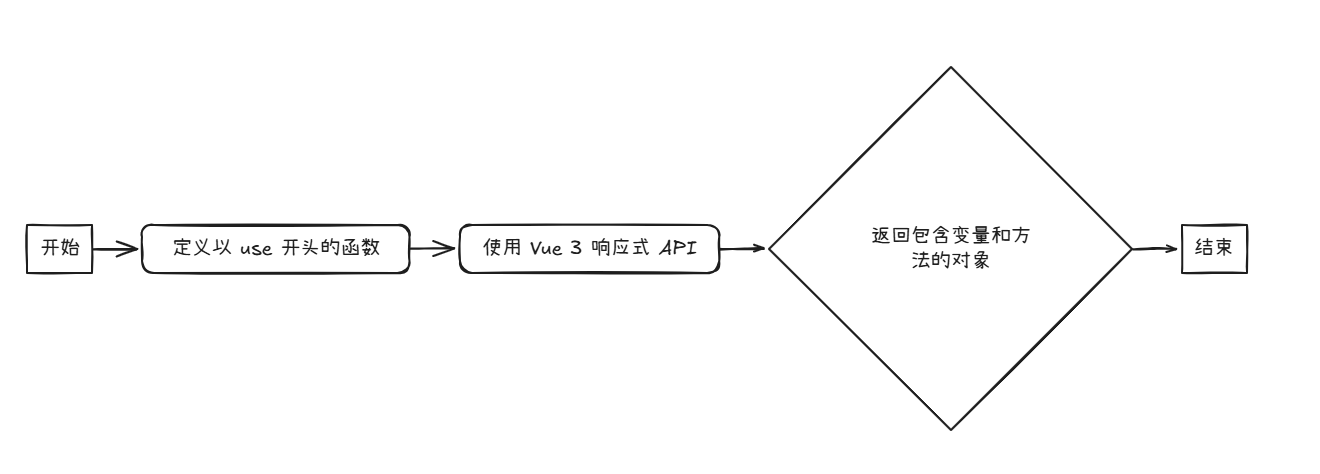 开始
定义以 use 开头的函数
使用 Vue 3 响应式 API
返回包含变量和方
法的对象
结束